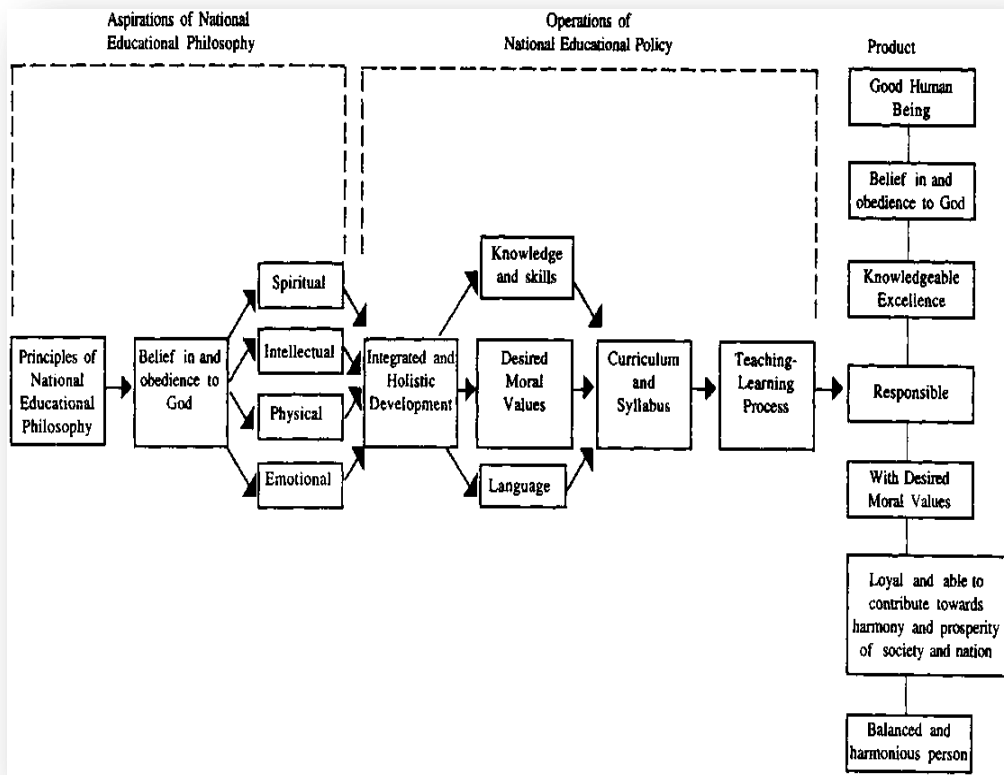 Aspirations of National
Educational Philosophy
Operations of
National Educational Policy
Product
Principles of
National
Educational
Philosophy
Belief in and
obedience to
God
Spiritual
Intellectual
Physical
Emotional
Integrated and
Holistic
Development
Knowledge
and skills
Desired
Moral
Values
Language
Curriculum
and
Syllabus
Teaching-
Learning
Process
Good Human
Being
Belief in and
obedience to God
Knowledgeable
Excellence
Responsible
With Desired
Moral Values
Loyal and able to
contribute towards
harmony and prosperity
of society and nation
Balanced and
harmonious person